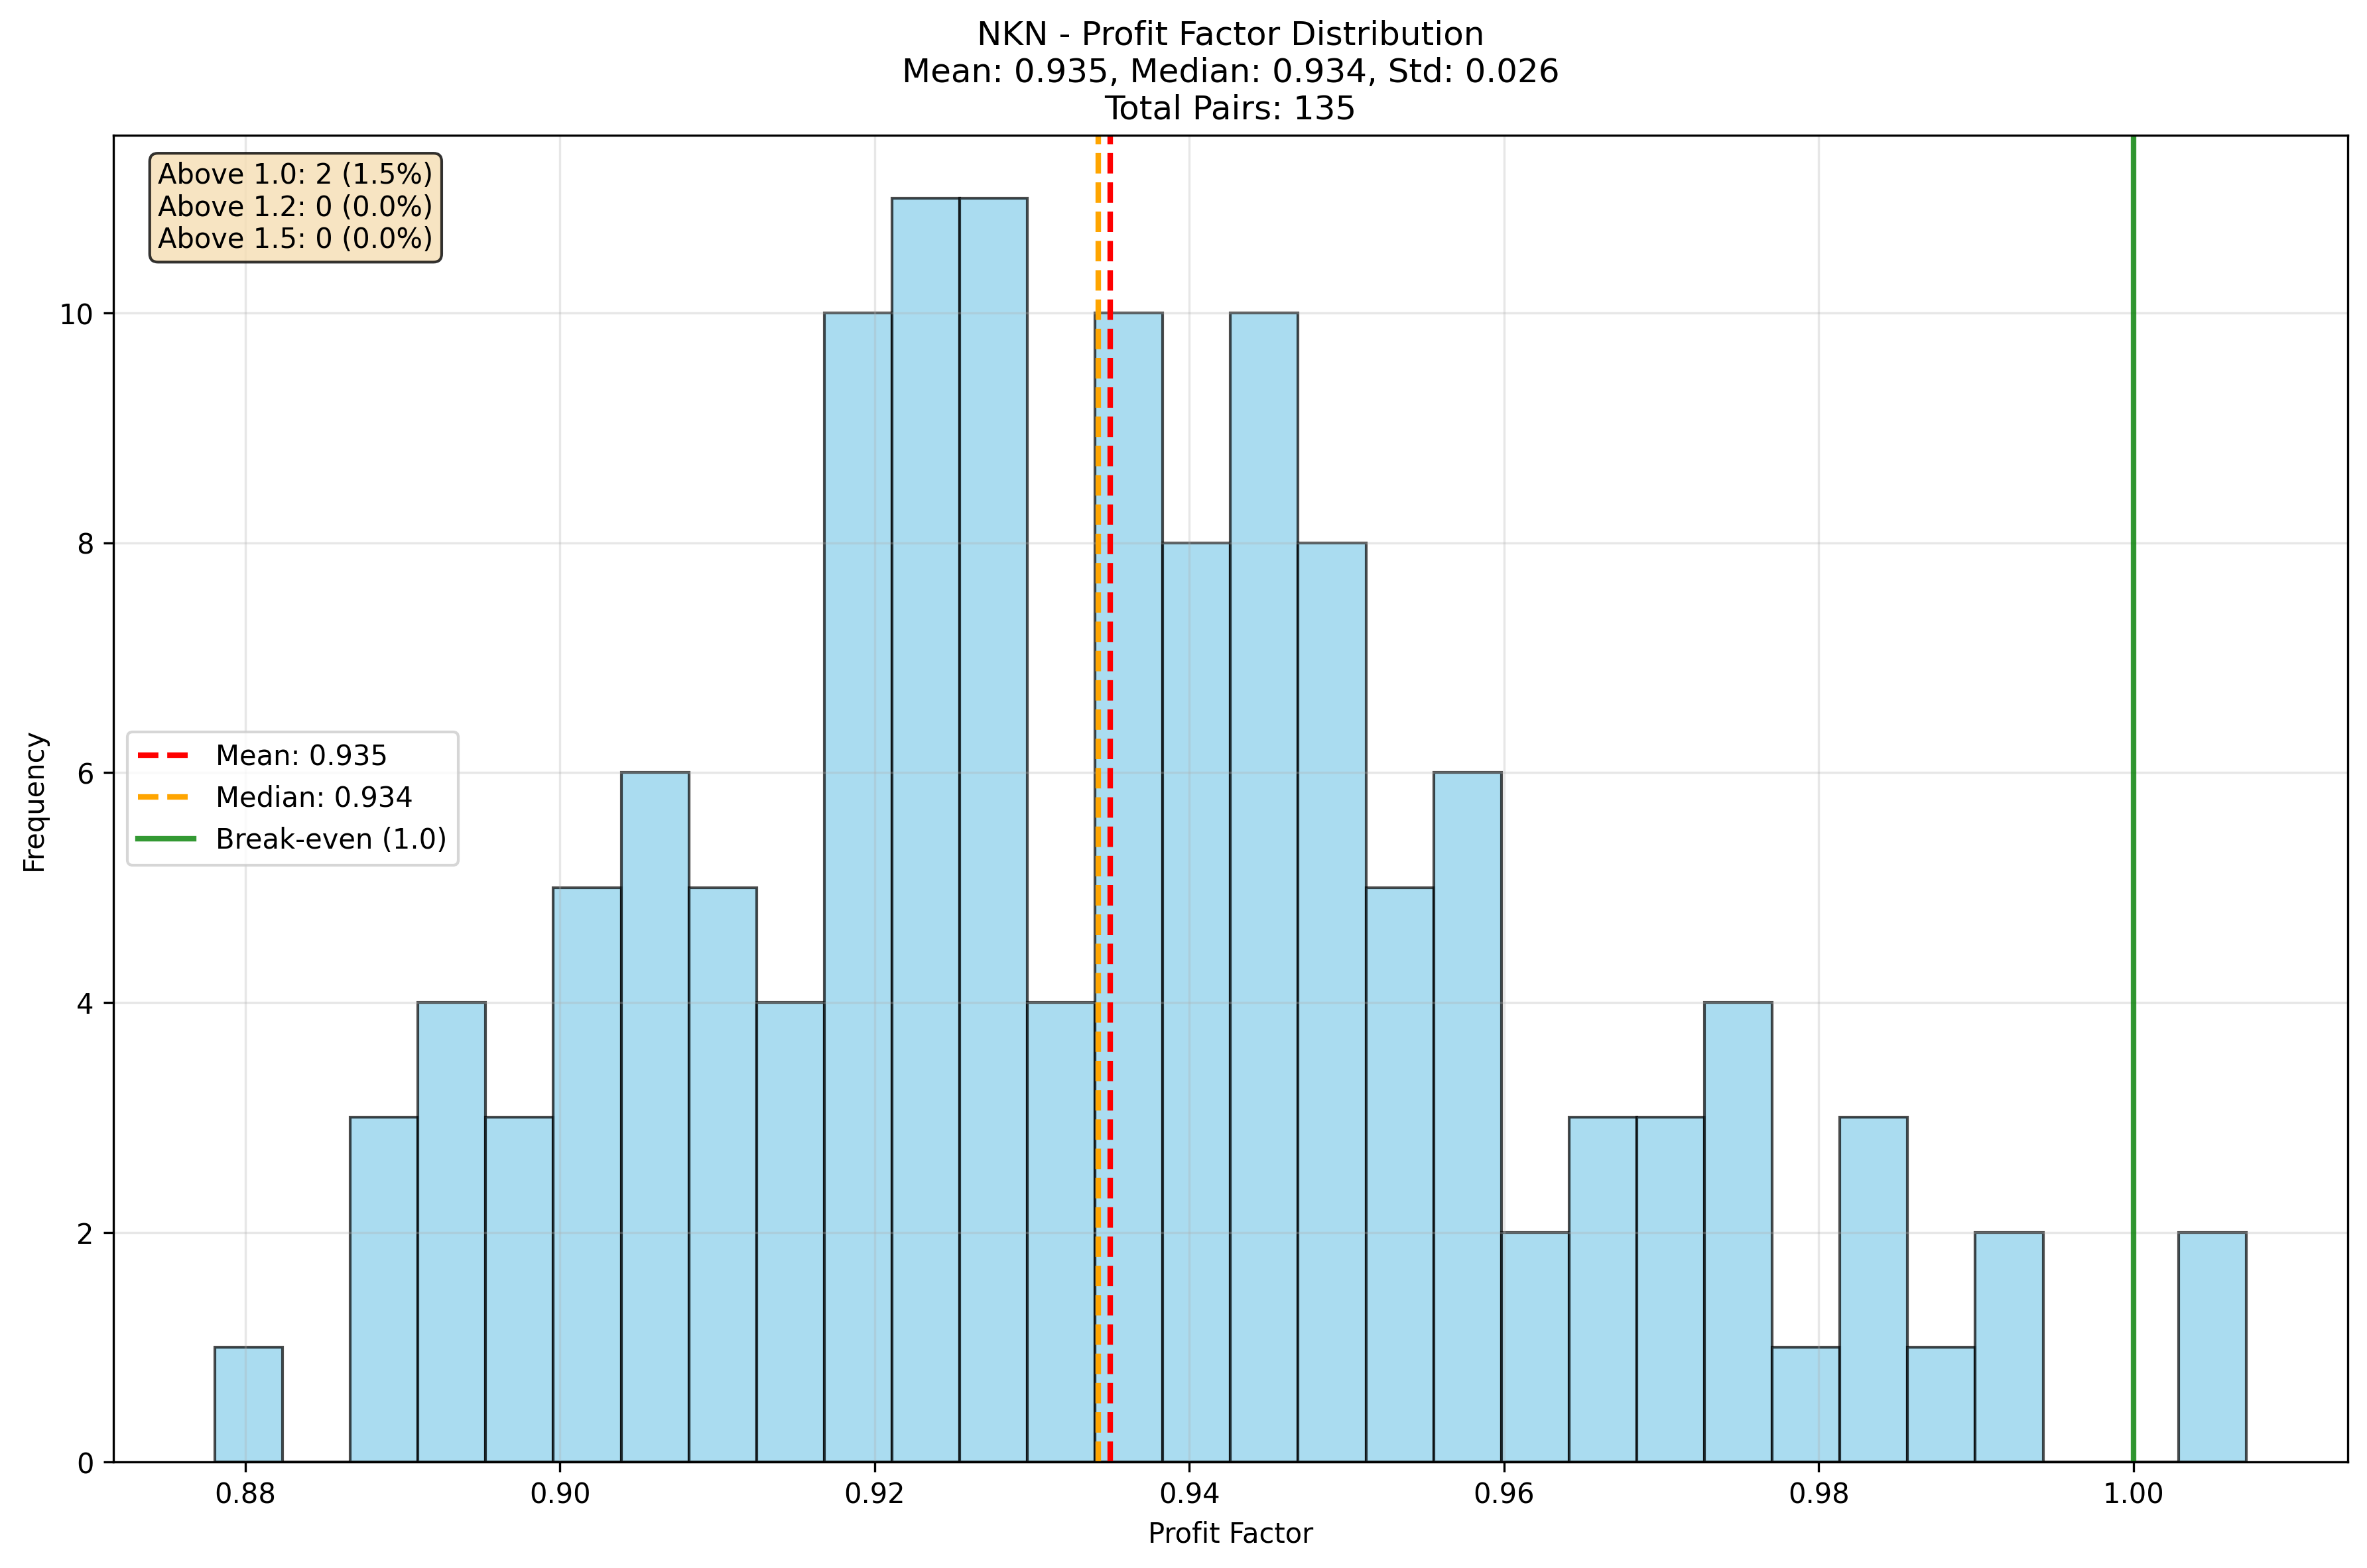 NKN - Profit Factor Distribution
Mean: 0.935, Median: 0.934, Std: 0.026
Total Pairs: 135
Above 1.0: 2 (1.5%)
Above 1.2: 0 (0.0%)
Above 1.5: 0 (0.0%)
10
8
6
4
2
0
Frequency
Mean: 0.935
Median: 0.934
Break-even (1.0)
0.88 0.90 0.92 0.94 0.96 0.98 1.00
Profit Factor